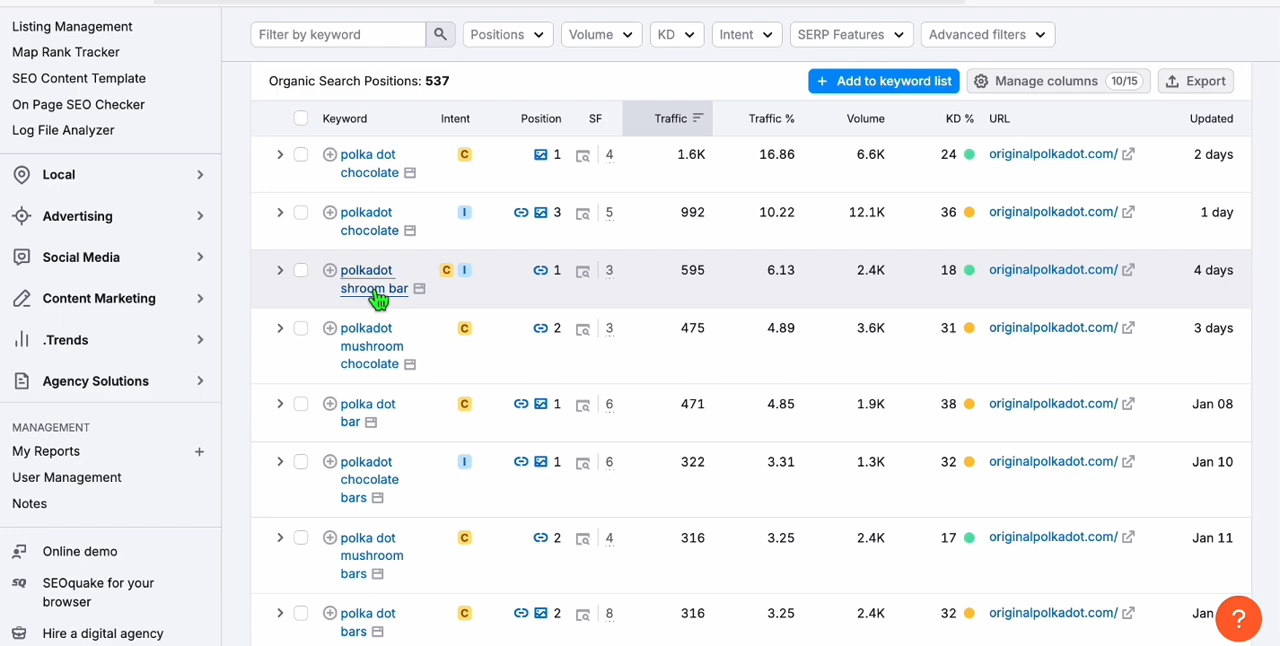 Listing Management
Map Rank Tracker
SEO Content Template
On Page SEO Checker
Log File Analyzer
Local
Advertising
Social Media
Content Marketing
.Trends
Agency Solutions
MANAGEMENT
My Reports +
User Management
Notes
Online demo
SQ SEOquake for your
browser
Hire a digital agency
Filter by keyword Positions Volume KD Intent SERP Features Advanced filters
Organic Search Positions: 537 + Add to keyword list Manage columns 10/15 Export
Keyword Intent Position SF Traffic Traffic % Volume KD % URL Updated
polka dot C 1 4 1.6K 16.86 6.6K 24 originalpolkadot.com/ 2 days
chocolate
polkadot I 3 5 992 10.22 12.1K 36 originalpolkadot.com/ 1 day
chocolate
polkadot C I 1 3 595 6.13 2.4K 18 originalpolkadot.com/ 4 days
shroom bar
polkadot C 2 3 475 4.89 3.6K 31 originalpolkadot.com/ 3 days
mushroom
chocolate
polka dot C 1 6 471 4.85 1.9K 38 originalpolkadot.com/ Jan 08
bar
polkadot I 1 6 322 3.31 1.3K 32 originalpolkadot.com/ Jan 10
chocolate
bars
polka dot C 2 4 316 3.25 2.4K 17 originalpolkadot.com/ Jan 11
mushroom
bars
polka dot C 2 8 316 3.25 2.4K 32 originalpolkadot.com/ Jan
bars
?